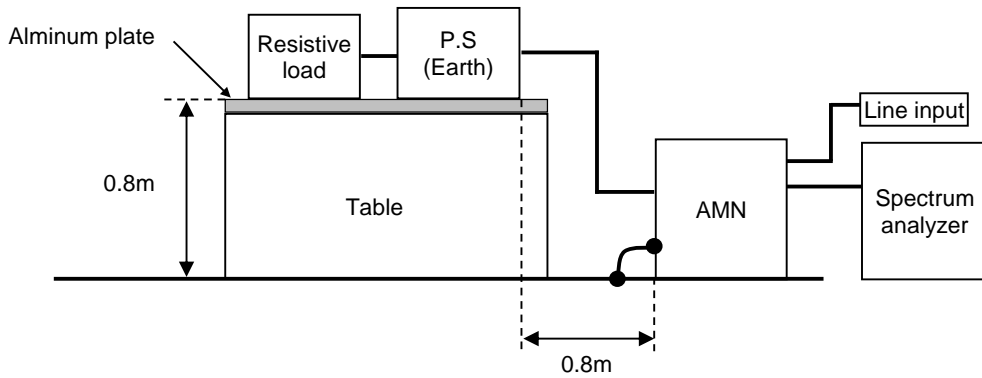 Alminum plate
Resistive
load
P.S
(Earth)
Line input
0.8m
Table
AMN
Spectrum
analyzer
0.8m